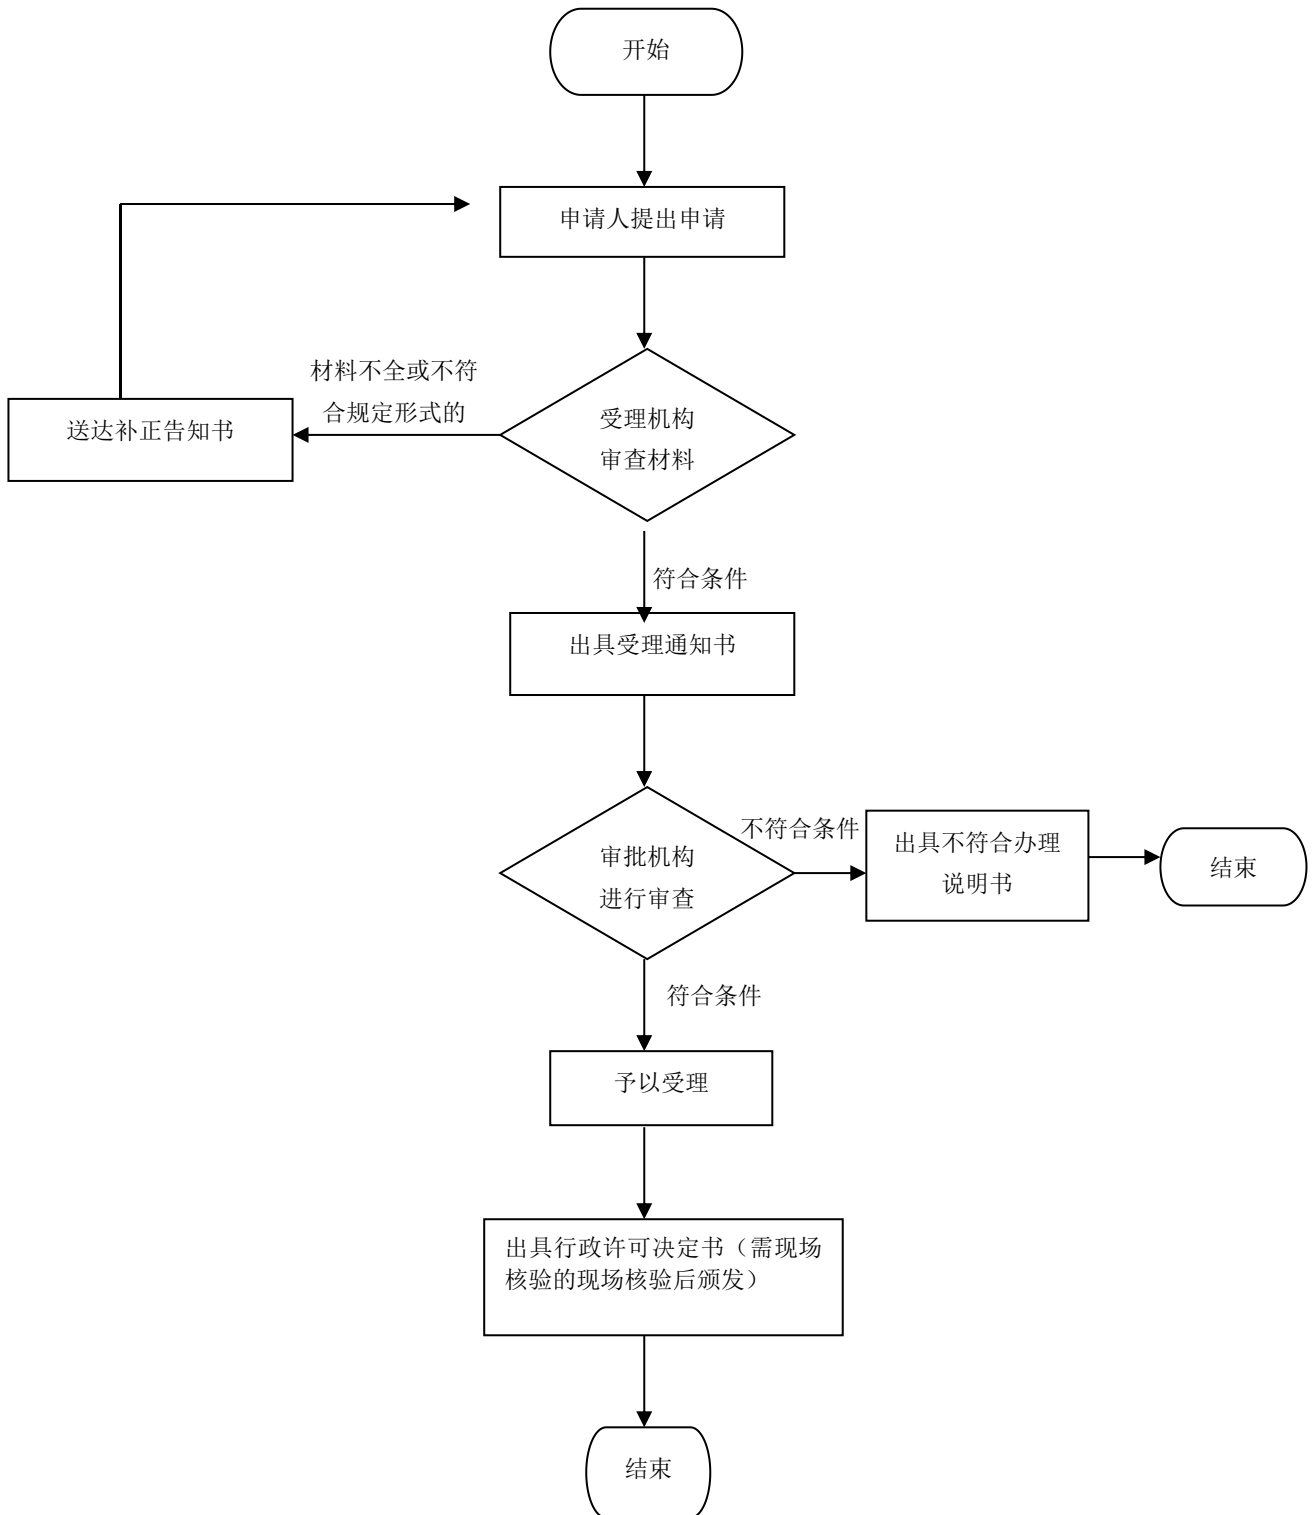 开始
申请人提出申请
材料不全或不符
合规定形式的
送达补正告知书
受理机构
审查材料
符合条件
出具受理通知书
不符合条件
审批机构
进行审查
出具不符合办理
说明书
结束
符合条件
予以受理
出具行政许可决定书（需现场
核验的现场核验后颁发）
结束